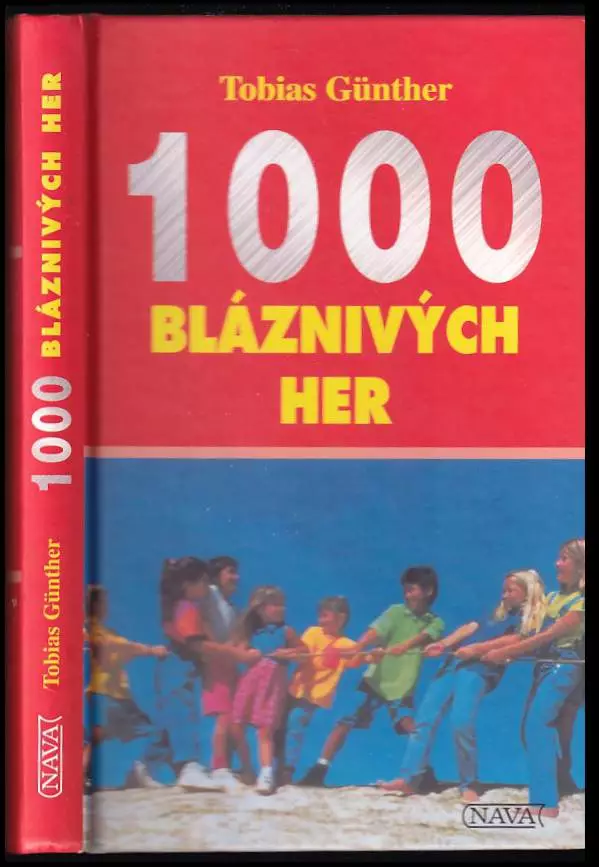 Tobias Günther
1000
BLÁZNIVÝCH
HER
NAVA
Tobias Günther 1000 BLÁZNIVÝCH HER
NAVA